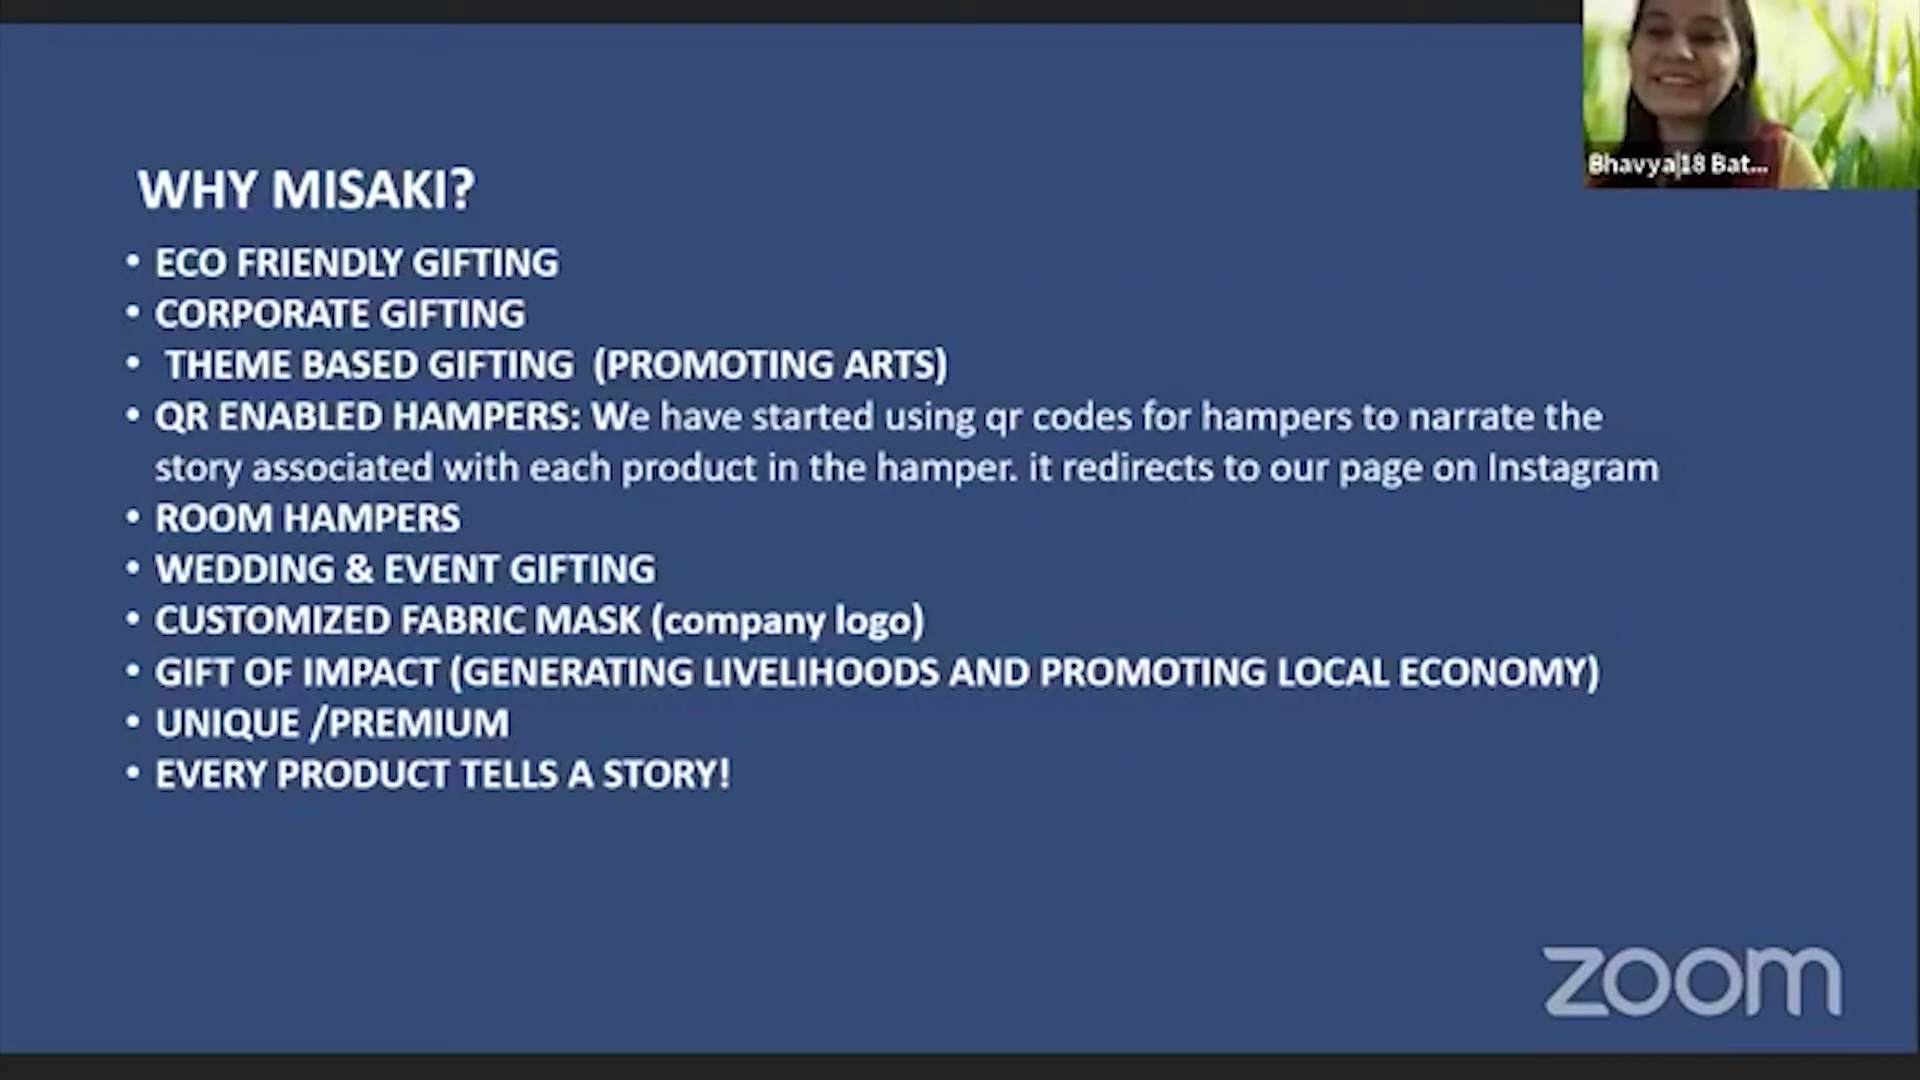 Bhavya|18 Bat...
WHY MISAKI?
• ECO FRIENDLY GIFTING
• CORPORATE GIFTING
• THEME BASED GIFTING (PROMOTING ARTS)
• QR ENABLED HAMPERS: We have started using qr codes for hampers to narrate the
story associated with each product in the hamper. it redirects to our page on Instagram
• ROOM HAMPERS
• WEDDING & EVENT GIFTING
• CUSTOMIZED FABRIC MASK (company logo)
• GIFT OF IMPACT (GENERATING LIVELIHOODS AND PROMOTING LOCAL ECONOMY)
• UNIQUE /PREMIUM
• EVERY PRODUCT TELLS A STORY!
zoom